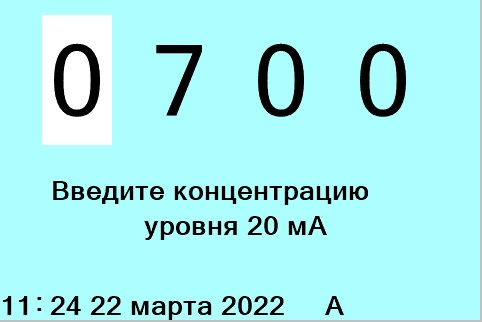 0 7 0 0
Введите концентрацию
уровня 20 мА
11: 24 22 марта 2022 А